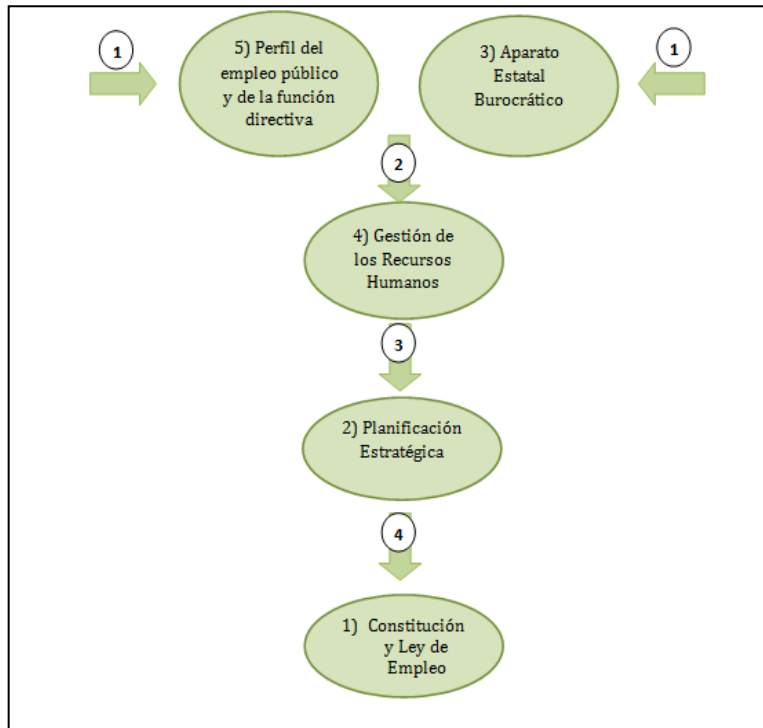 1
5) Perfil del
empleo público
y de la función
directiva
3) Aparato
Estatal
Burocrático
1
2
4) Gestión de
los Recursos
Humanos
3
2) Planificación
Estratégica
4
1) Constitución
y Ley de
Empleo